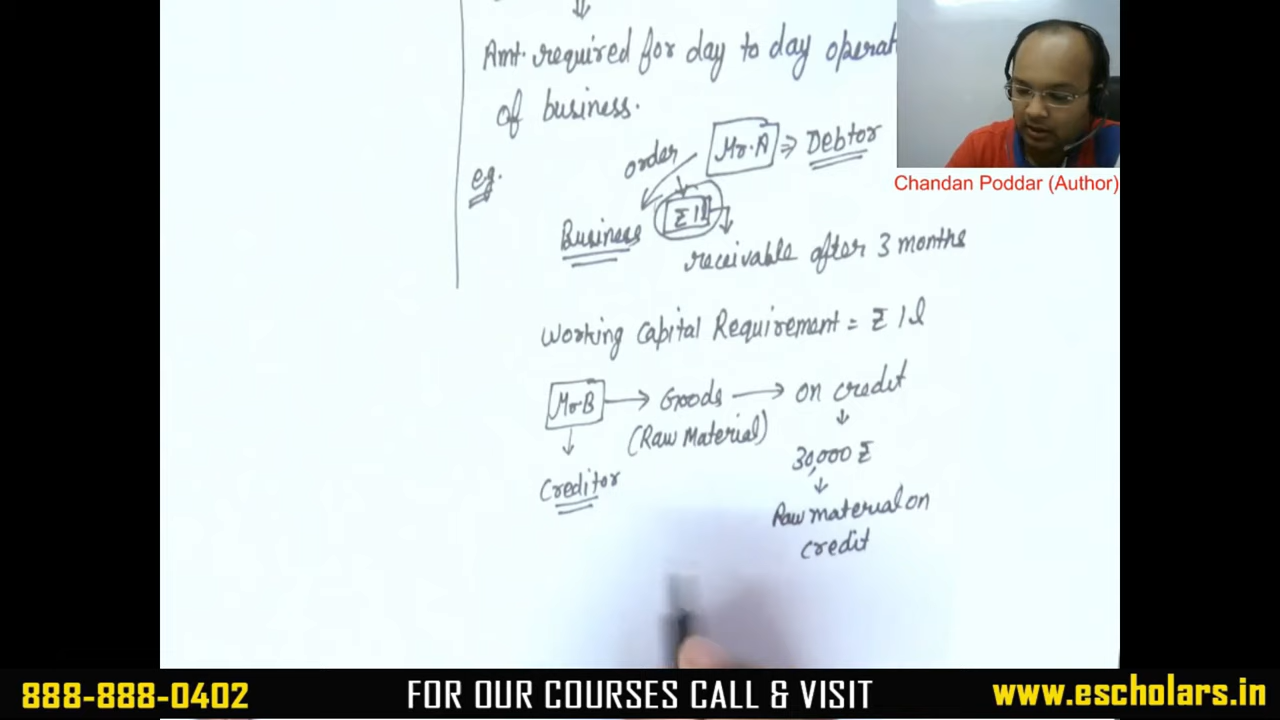 Amt. required for day to day operat
of business.
eg.
order
Mr. A ⇒ Debtor
₹ 1l
Business
receivable after 3 months
Working Capital Requirement = ₹ 1l
Mr. B → Goods → on credit
(Raw Material)
30,000 ₹
Creditor
Raw material on
credit
Chandan Poddar (Author)
888-888-0402
FOR OUR COURSES CALL & VISIT
www.escholars.in